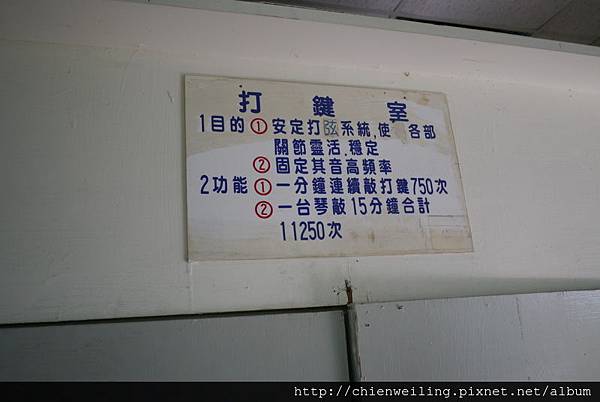 打鍵室
1目的①安定打弦系統,使各部
關節靈活.穩定
②固定其音高頻率
2功能①一分鐘連續敲打鍵750次
②一台琴敲15分鐘合計
11250次
http://chienweiling.pixnet.net/album